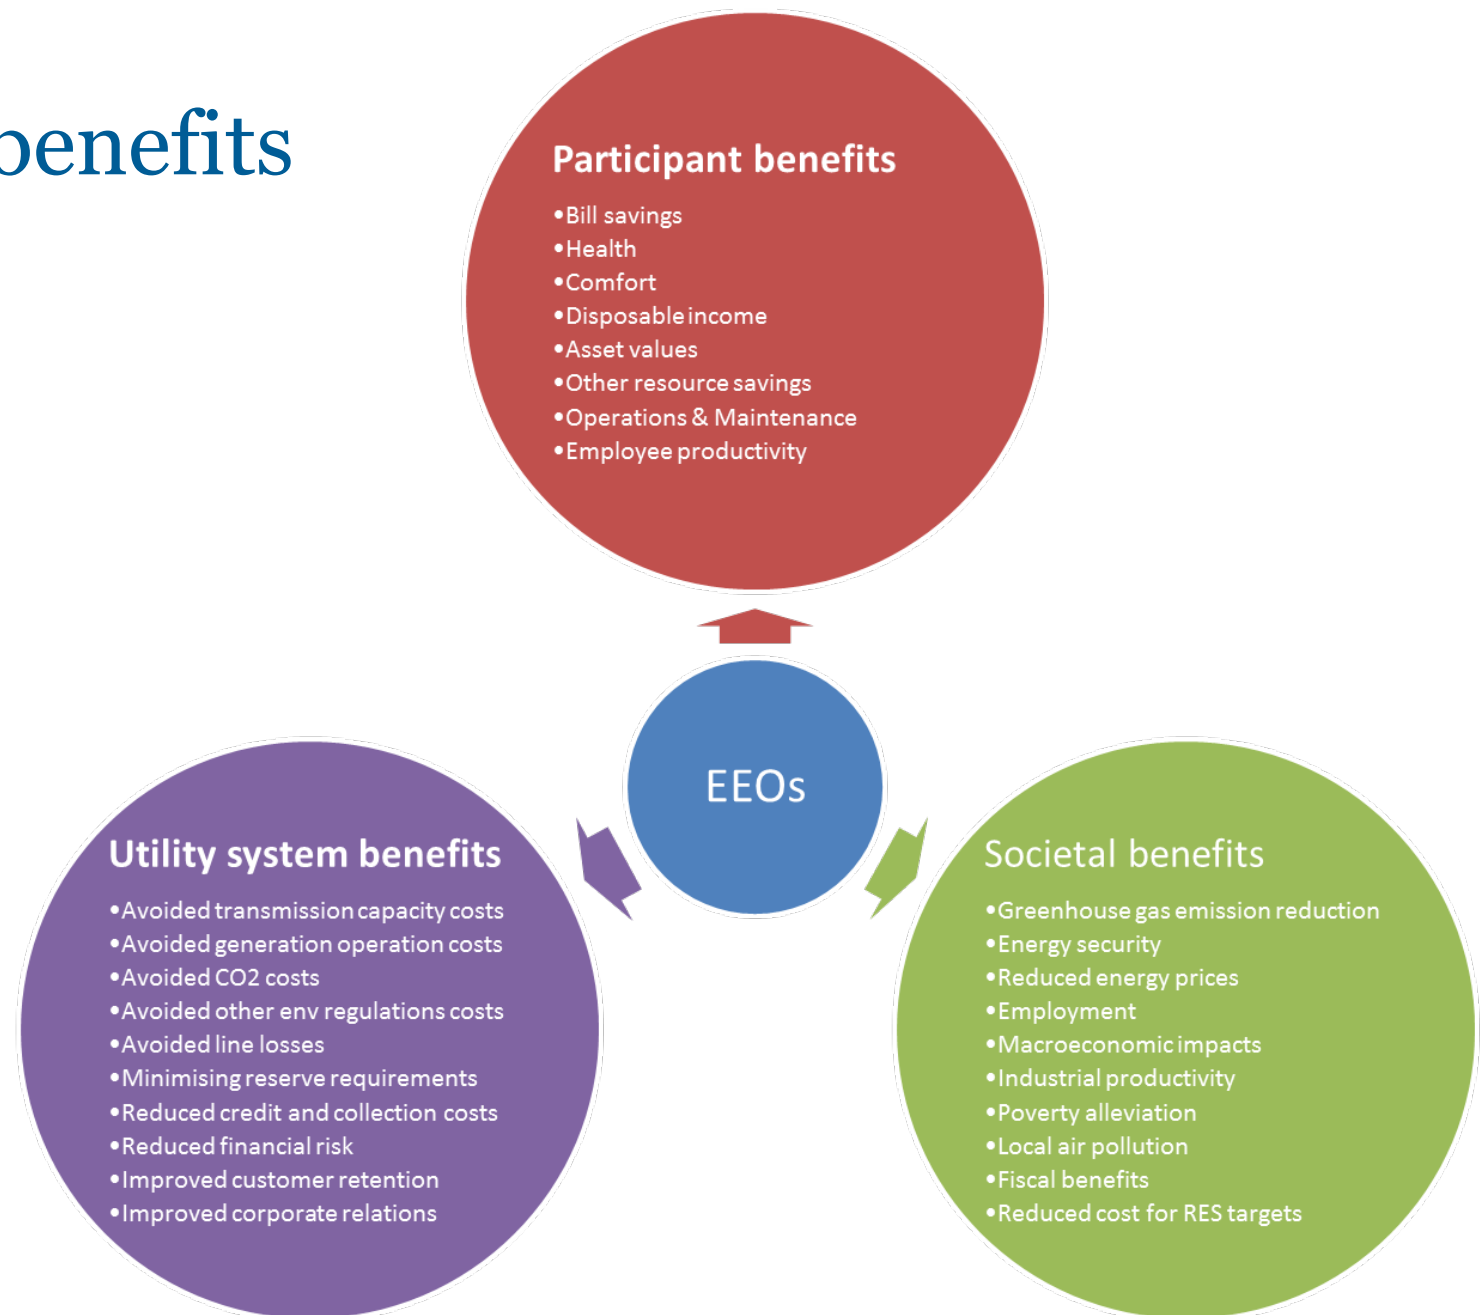 benefits
Participant benefits
•Bill savings
•Health
•Comfort
•Disposable income
•Asset values
•Other resource savings
•Operations & Maintenance
•Employee productivity
EEOs
Utility system benefits
•Avoided transmission capacity costs
•Avoided generation operation costs
•Avoided CO2 costs
•Avoided other env regulations costs
•Avoided line losses
•Minimising reserve requirements
•Reduced credit and collection costs
•Reduced financial risk
•Improved customer retention
•Improved corporate relations
Societal benefits
•Greenhouse gas emission reduction
•Energy security
•Reduced energy prices
•Employment
•Macroeconomic impacts
•Industrial productivity
•Poverty alleviation
•Local air pollution
•Fiscal benefits
•Reduced cost for RES targets